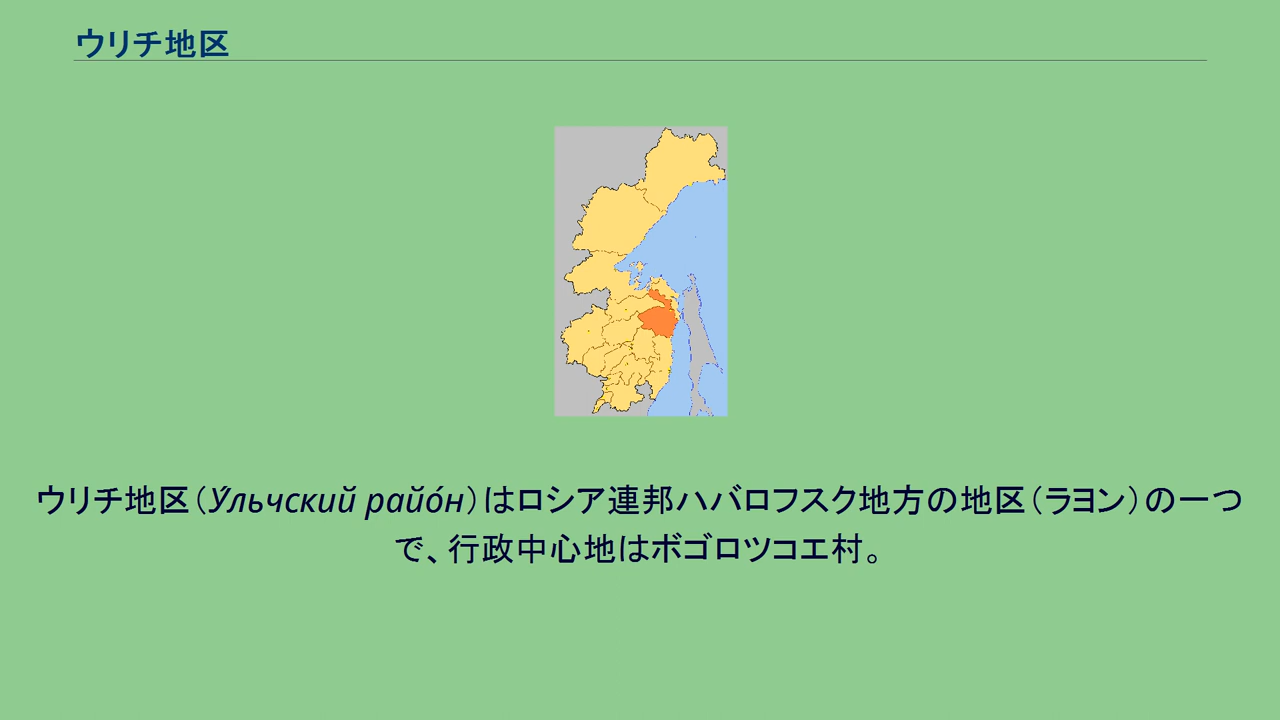 ウリチ地区
ウリチ地区（У́льчский райо́н）はロシア連邦ハバロフスク地方の地区（ラヨン）の一つ
で、行政中心地はボゴロツコエ村。